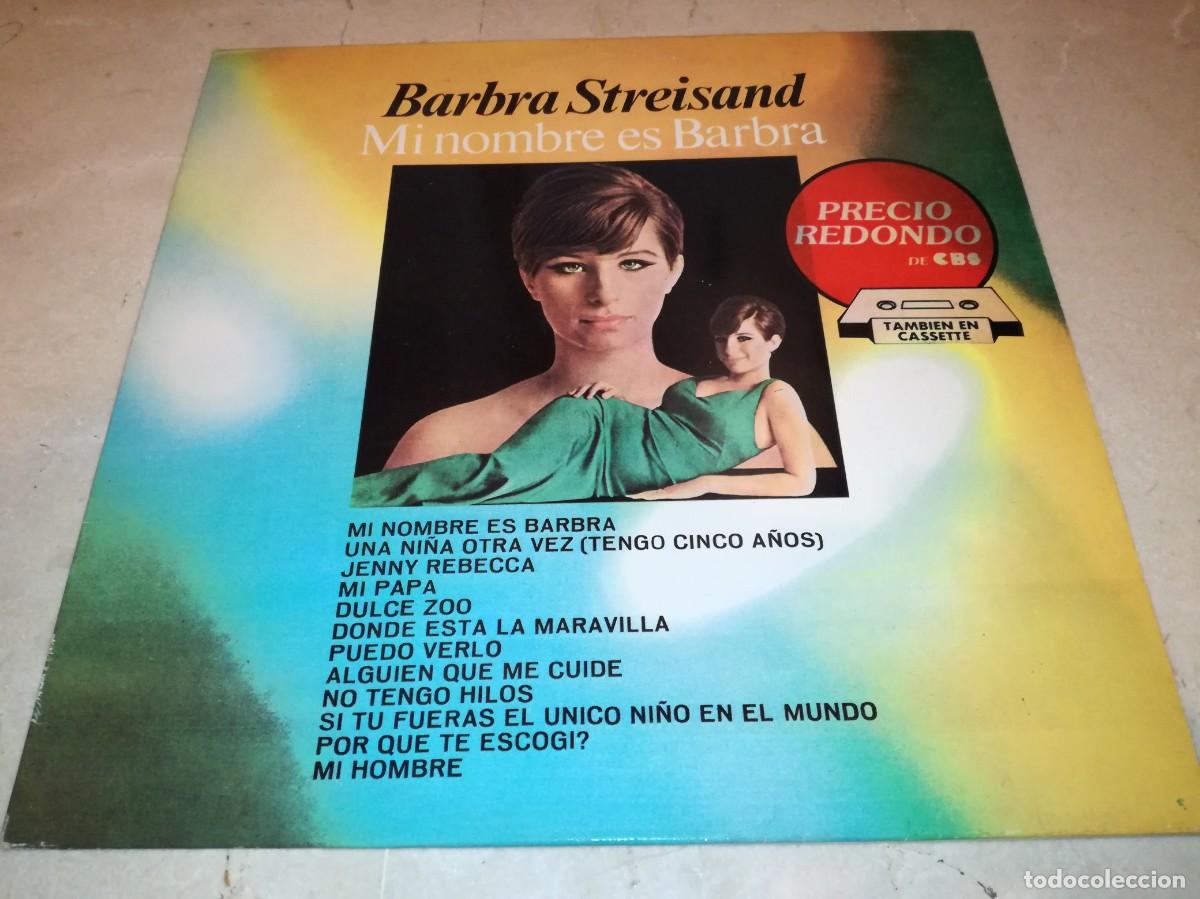 Barbra Streisand
Mi nombre es Barbra
PRECIO
REDONDO
DE CBS
TAMBIEN EN
CASSETTE
MI NOMBRE ES BARBRA
UNA NIÑA OTRA VEZ (TENGO CINCO AÑOS)
JENNY REBECCA
MI PAPA
DULCE ZOO
DONDE ESTA LA MARAVILLA
PUEDO VERLO
ALGUIEN QUE ME CUIDE
NO TENGO HILOS
SI TU FUERAS EL UNICO NIÑO EN EL MUNDO
POR QUE TE ESCOGI?
MI HOMBRE
todocoleccion